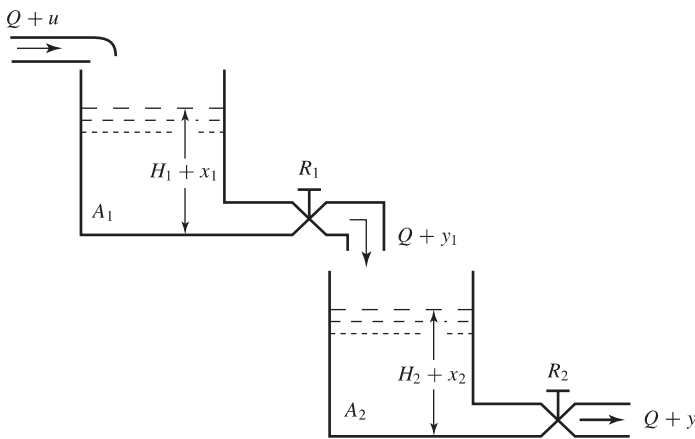 Q + u
H₁ + x₁
R₁
A₁
Q + y₁
H₂ + x₂
R₂
A₂
Q + y